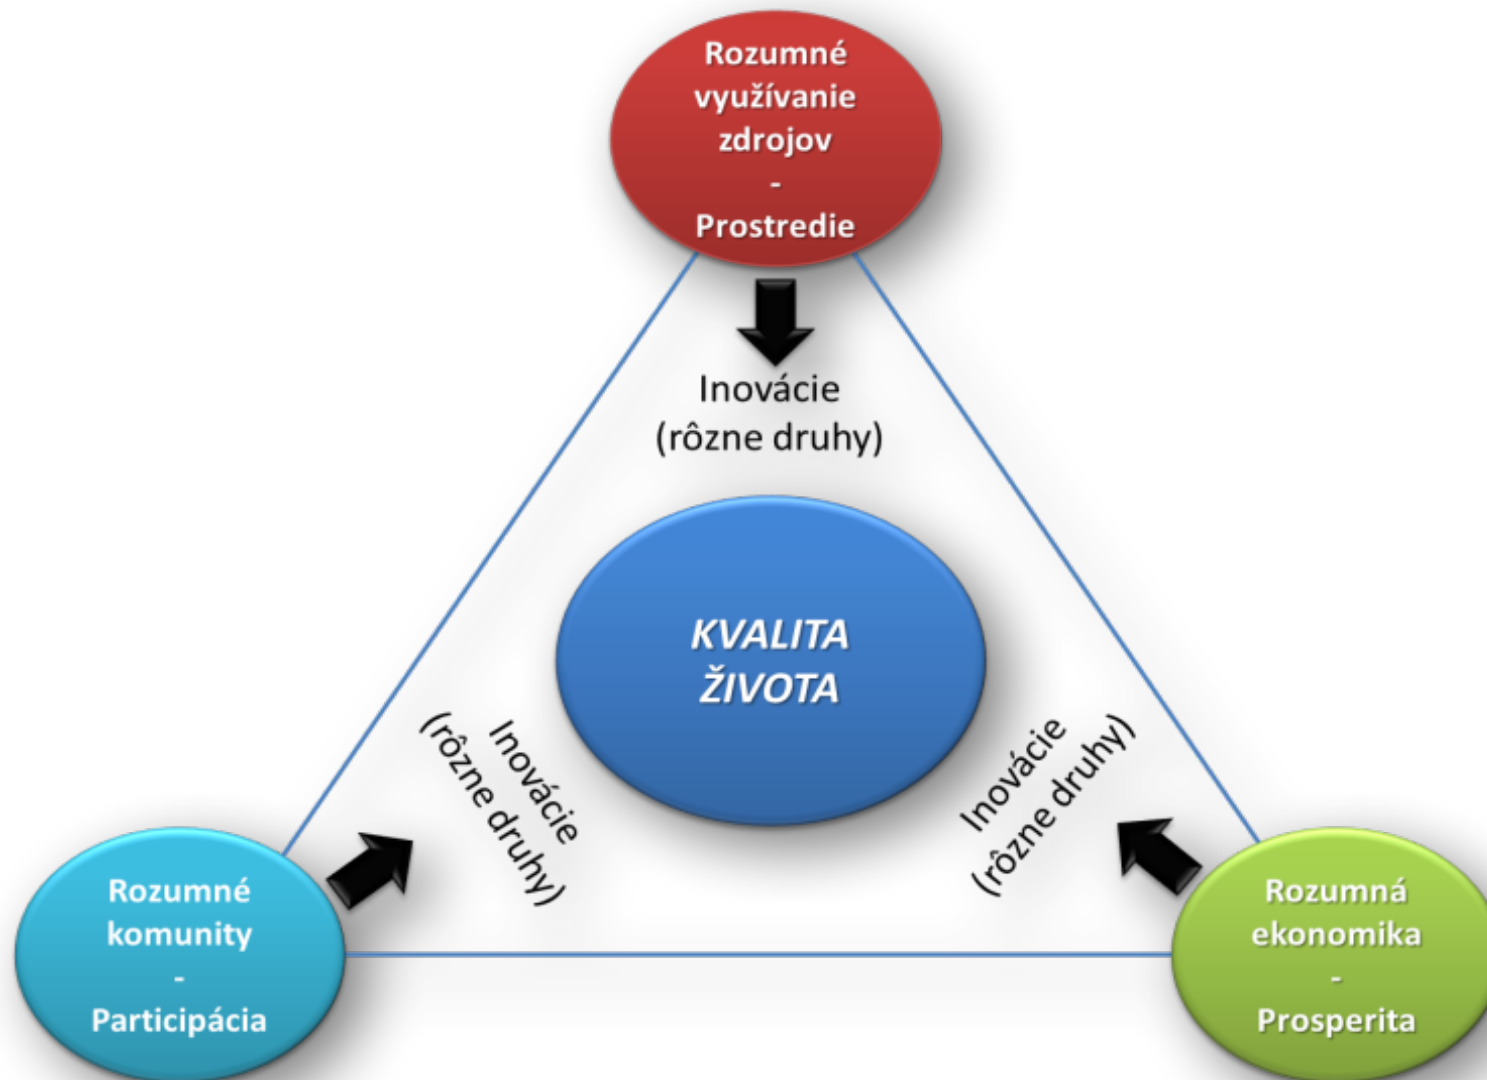 Rozumné
využívanie
zdrojov
-
Prostredie
Inovácie
(rôzne druhy)
KVALITA
ŽIVOTA
Inovácie
(rôzne druhy)
Inovácie
(rôzne druhy)
Rozumné
komunity
-
Participácia
Rozumná
ekonomika
-
Prosperita